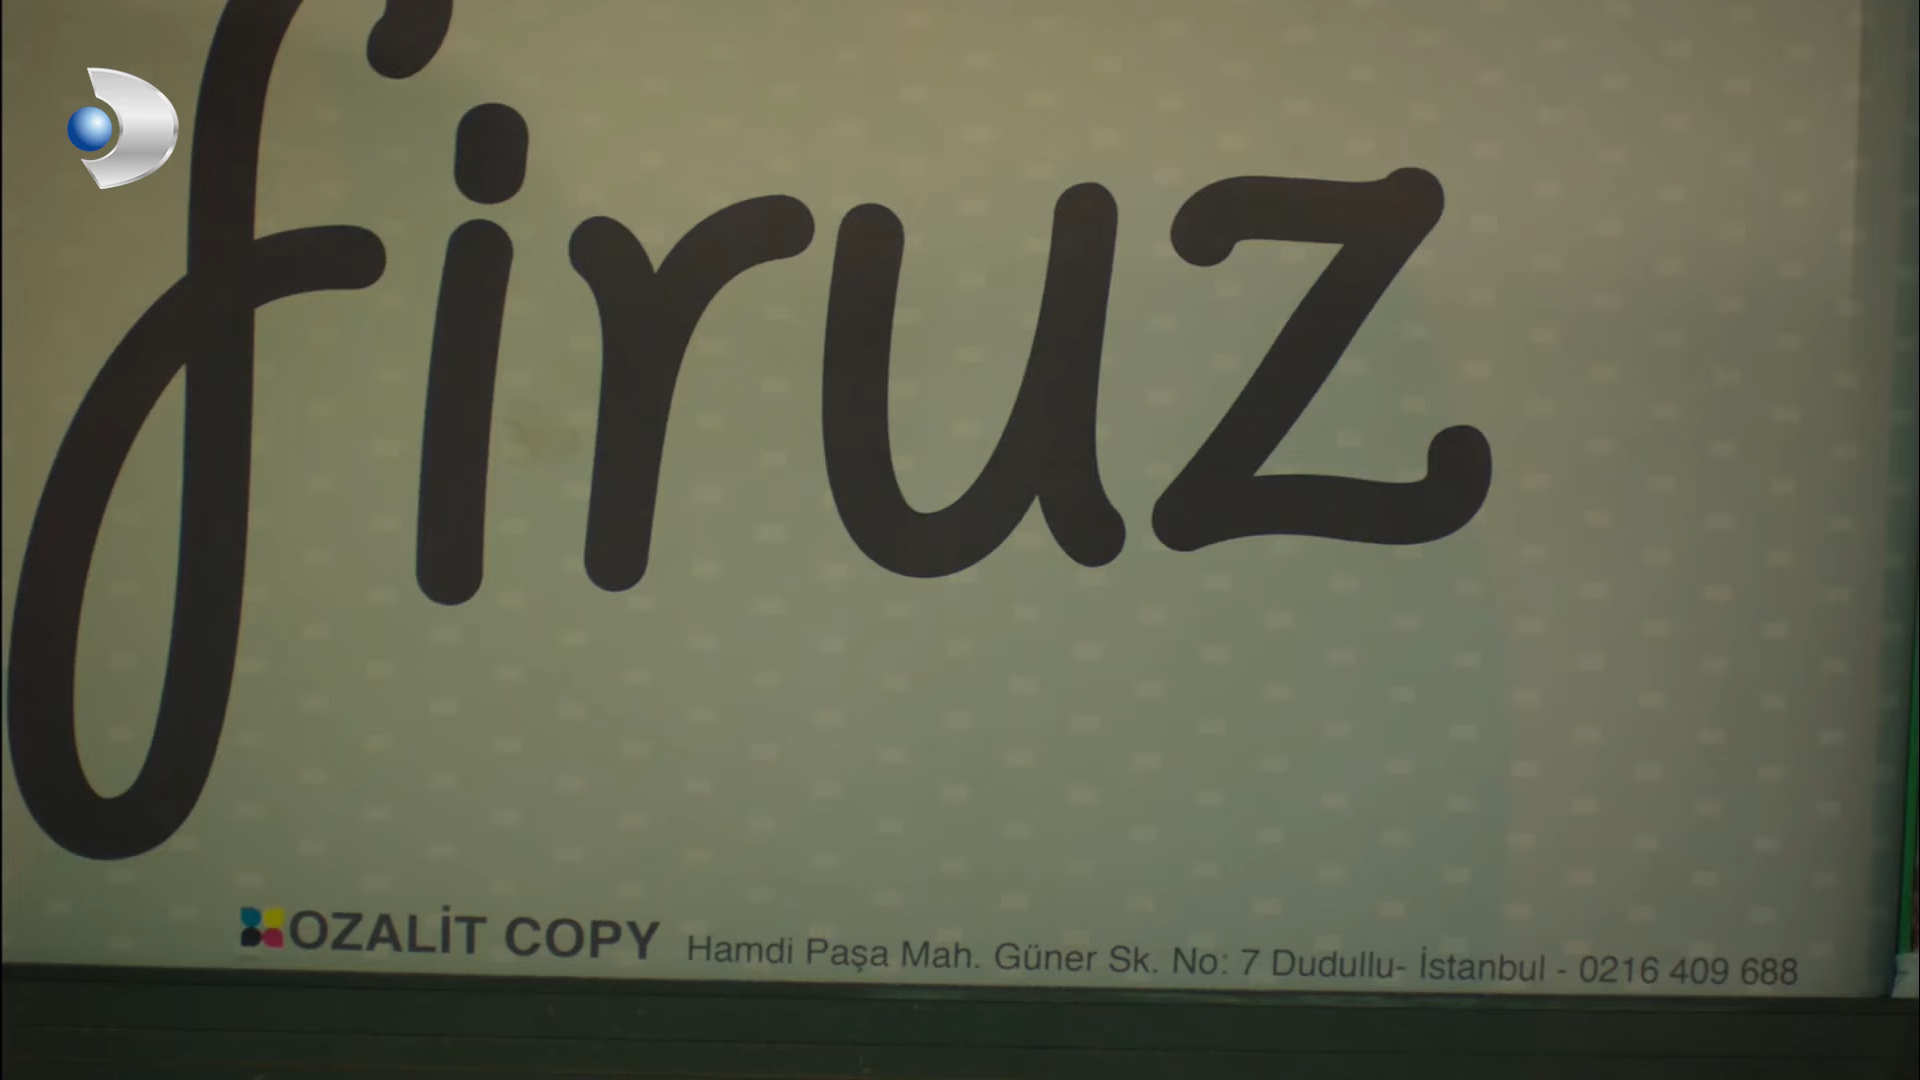 firuz
OZALİT COPY Hamdi Paşa Mah. Güner Sk. No: 7 Dudullu- İstanbul - 0216 409 688